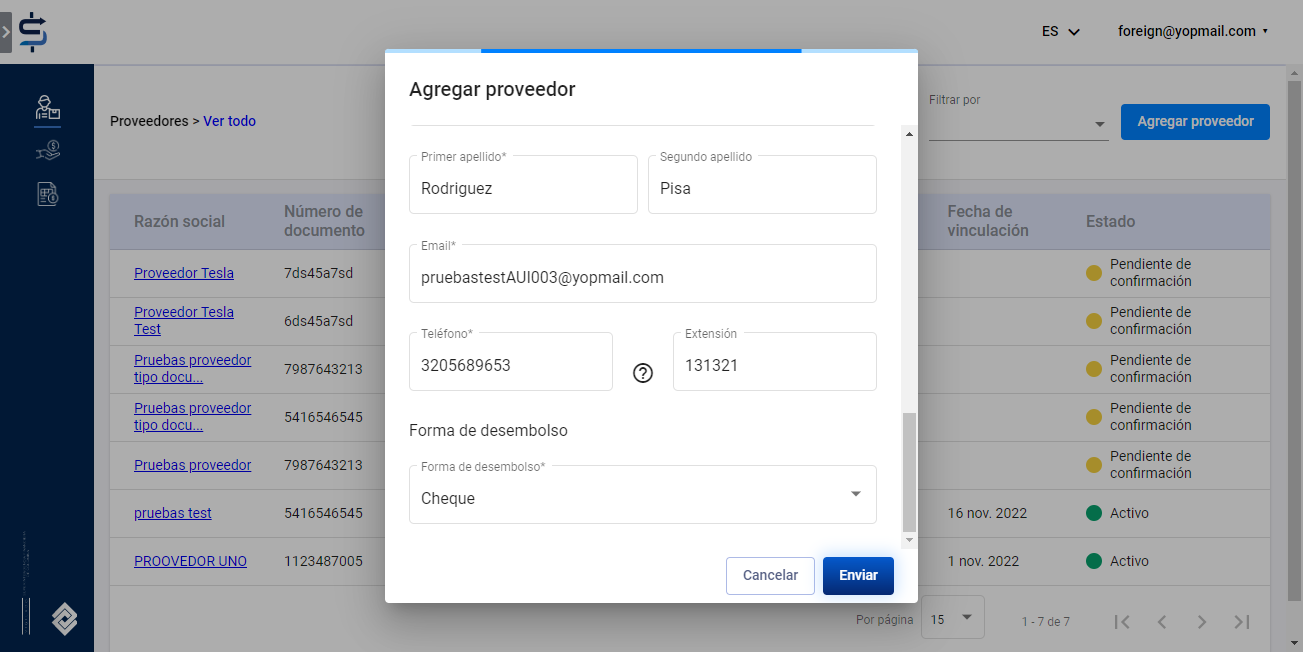 ES
foreign@yopmail.com
Proveedores > Ver todo
Filtrar por
Agregar proveedor
Razón social
Número de
documento
Fecha de
vinculación
Estado
Proveedor Tesla
7ds45a7sd
Pendiente de
confirmación
Proveedor Tesla
Test
6ds45a7sd
Pendiente de
confirmación
Pruebas proveedor
tipo docu...
7987643213
Pendiente de
confirmación
Pruebas proveedor
tipo docu...
5416546545
Pendiente de
confirmación
Pruebas proveedor
7987643213
Pendiente de
confirmación
pruebas test
5416546545
16 nov. 2022
Activo
PROOVEDOR UNO
1123487005
1 nov. 2022
Activo
Por página
15
1 - 7 de 7
Agregar proveedor
Primer apellido*
Rodriguez
Segundo apellido
Pisa
Email*
pruebastestAUI003@yopmail.com
Teléfono*
3205689653
Extensión
131321
Forma de desembolso
Forma de desembolso*
Cheque
Cancelar
Enviar